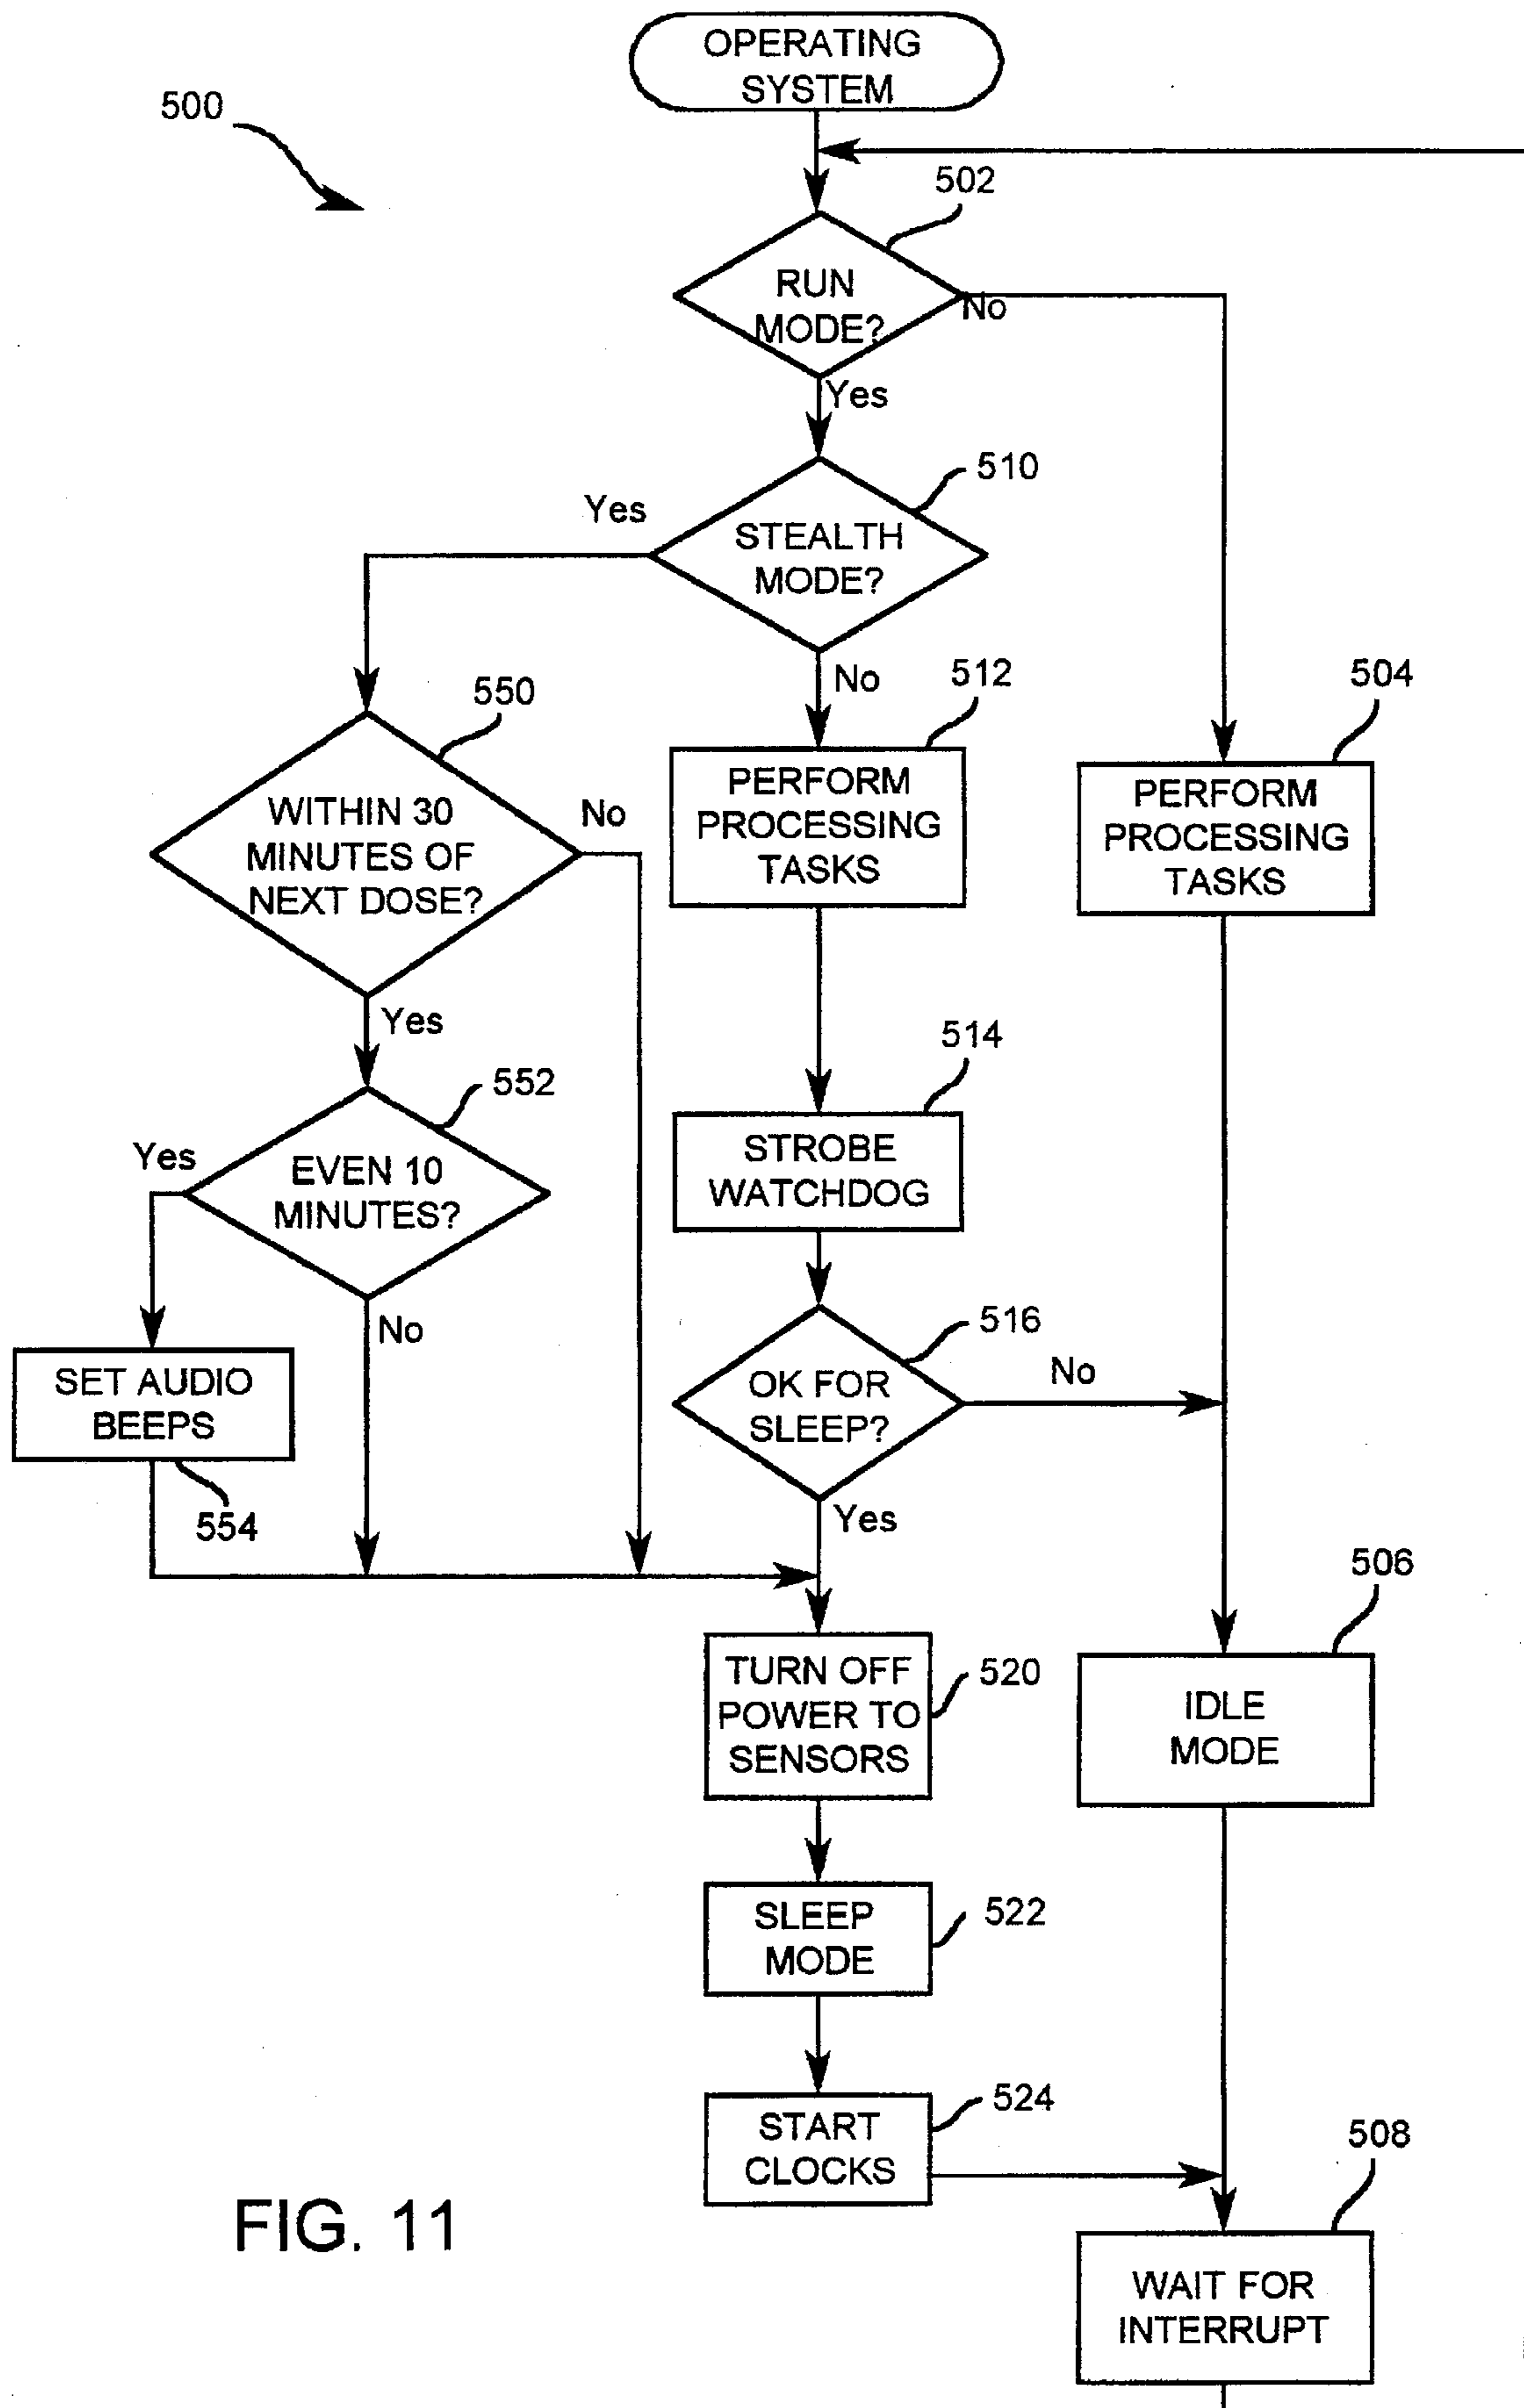 OPERATING
SYSTEM
500
502
RUN
MODE?
No
Yes
510
Yes
STEALTH
MODE?
No
512
504
550
PERFORM
PROCESSING
TASKS
PERFORM
PROCESSING
TASKS
WITHIN 30
MINUTES OF
NEXT DOSE?
No
Yes
514
552
Yes
EVEN 10
MINUTES?
STROBE
WATCHDOG
516
No
No
SET AUDIO
BEEPS
OK FOR
SLEEP?
554
Yes
506
TURN OFF
POWER TO
SENSORS
520
IDLE
MODE
SLEEP
MODE
522
START
CLOCKS
524
508
FIG. 11
WAIT FOR
INTERRUPT